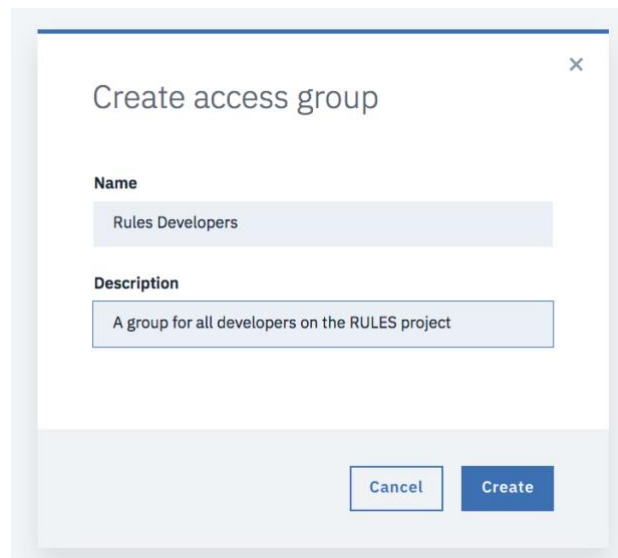 Create access group
Name
Rules Developers
Description
A group for all developers on the RULES project
Cancel
Create